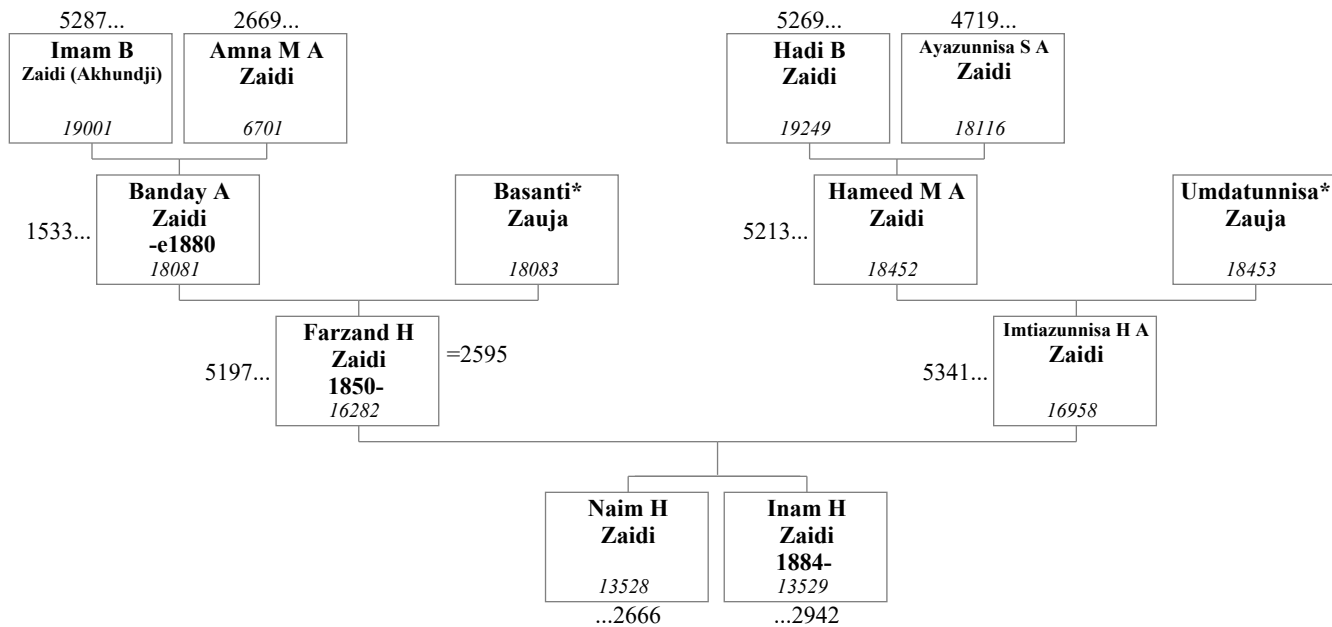 5287...
2669...
5269...
4719...
Imam B
Zaidi (Akhundji)
19001
Amna M A
Zaidi
6701
Hadi B
Zaidi
19249
Ayazunnisa S A
Zaidi
18116
1533...
Banday A
Zaidi
-e1880
18081
Basanti*
Zauja
18083
5213...
Hameed M A
Zaidi
18452
Umdatunnisa*
Zauja
18453
5197...
Farzand H
Zaidi
1850-
16282
=2595
5341...
Imtiazunnisa H A
Zaidi
16958
Naim H
Zaidi
13528
Inam H
Zaidi
1884-
13529
...2666
...2942